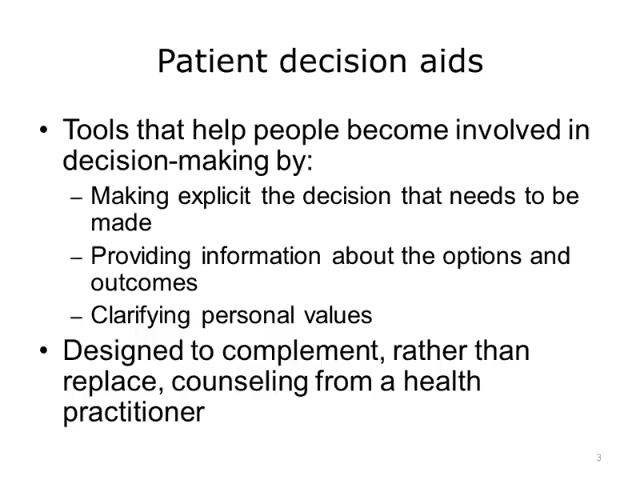 Patient decision aids
• Tools that help people become involved in
decision-making by:
– Making explicit the decision that needs to be
made
– Providing information about the options and
outcomes
– Clarifying personal values
• Designed to complement, rather than
replace, counseling from a health
practitioner
3